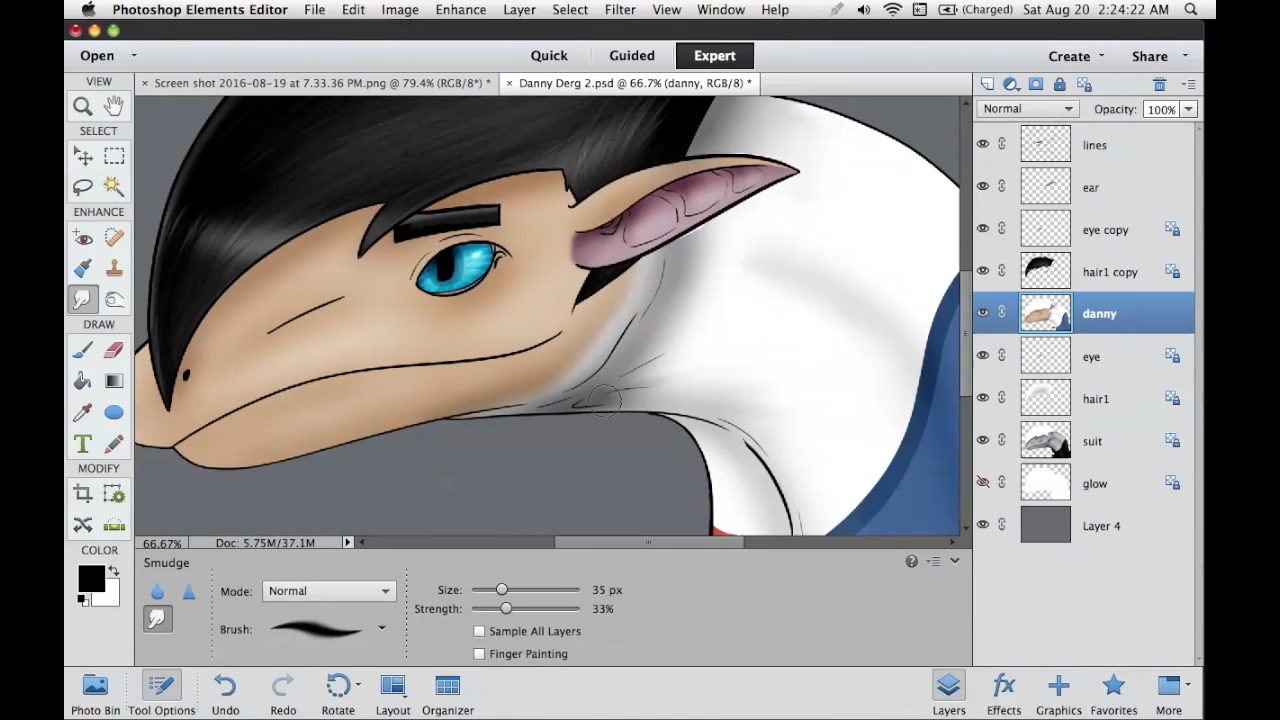 Photoshop Elements Editor File Edit Image Enhance Layer Select Filter View Window Help (Charged) Sat Aug 20 2:24:22 AM
Open Quick Guided Expert Create Share
VIEW
× Screen shot 2016-08-19 at 7.33.36 PM.png @ 79.4% (RGB/8*) * × Danny Derg 2.psd @ 66.7% (danny, RGB/8) *
Normal Opacity: 100%
SELECT
ENHANCE
DRAW
T
MODIFY
COLOR
lines
ear
eye copy
hair1 copy
danny
eye
hair1
suit
glow
Layer 4
66.67% Doc: 5.75M/37.1M
Smudge
Mode: Normal
Brush:
Size: 35 px
Strength: 33%
Sample All Layers
Finger Painting
Photo Bin Tool Options Undo Redo Rotate Layout Organizer Layers fx Effects Graphics Favorites More